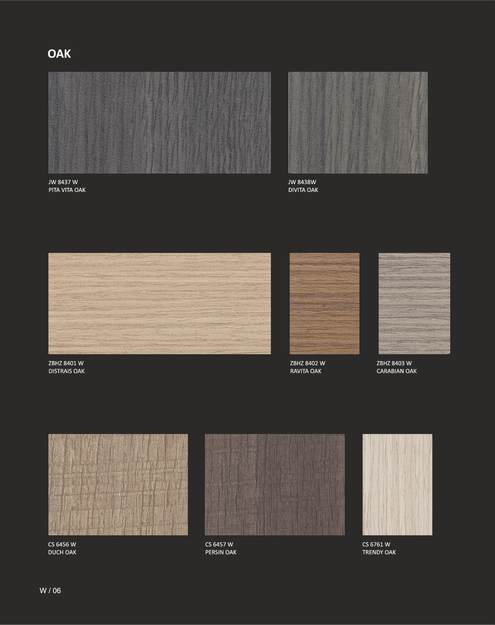 OAK
JW 8437 W
PITA VITA OAK
JW 8438W
DIVITA OAK
ZBHZ 8401 W
DISTRAIS OAK
ZBHZ 8402 W
RAVITA OAK
ZBHZ 8403 W
CARABIAN OAK
CS 6456 W
DUCH OAK
CS 6457 W
PERSIN OAK
CS 6761 W
TRENDY OAK
W / 06